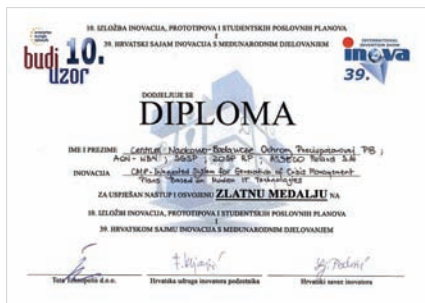 10. IZLOŽBA INOVACIJA, PROTOTIPOVA I STUDENTSKIH POSLOVNIH PLANOVA
I
39. HRVATSKI SAJAM INOVACIJA S MEĐUNARODNIM DJELOVANJEM
budi 10.
uzor
INTERNATIONAL
INVENTION SHOW
inova
39.
DODJELJUJE SE
DIPLOMA
IME I PREZIME Centrum Naukowo-Badawcze Ochrony Przeciwpożarowej PIB,
SGSP; ASSECO Poland S.A.
INOVACIJA CMP-Integrated System for Generation of Crisis Management
Plans Based on Modern IT Technologies
ZA USPJEŠAN NASTUP I OSVOJENU ZLATNU MEDALJU NA
10. IZLOŽBI INOVACIJA, PROTOTIPOVA I STUDENTSKIH POSLOVNIH PLANOVA
I
39. HRVATSKOM SAJMU INOVACIJA S MEĐUNARODNIM DJELOVANJEM
Tera Tehnopolis d.o.o.
Hrvatska udruga inovatora poduzetnika
Hrvatski savez inovatora